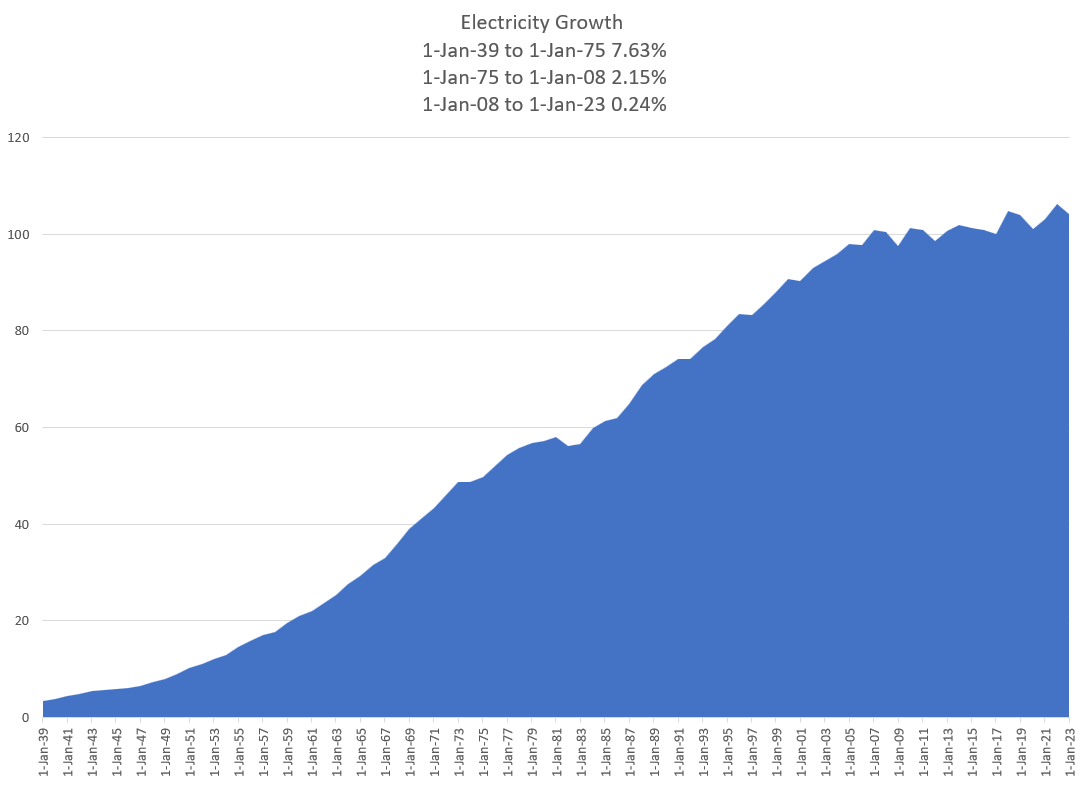 Electricity Growth
1-Jan-39 to 1-Jan-75 7.63%
1-Jan-75 to 1-Jan-08 2.15%
1-Jan-08 to 1-Jan-23 0.24%
120
100
80
60
40
20
0
1-Jan-39
1-Jan-41
1-Jan-43
1-Jan-45
1-Jan-47
1-Jan-49
1-Jan-51
1-Jan-53
1-Jan-55
1-Jan-57
1-Jan-59
1-Jan-61
1-Jan-63
1-Jan-65
1-Jan-67
1-Jan-69
1-Jan-71
1-Jan-73
1-Jan-75
1-Jan-77
1-Jan-79
1-Jan-81
1-Jan-83
1-Jan-85
1-Jan-87
1-Jan-89
1-Jan-91
1-Jan-93
1-Jan-95
1-Jan-97
1-Jan-99
1-Jan-01
1-Jan-03
1-Jan-05
1-Jan-07
1-Jan-09
1-Jan-11
1-Jan-13
1-Jan-15
1-Jan-17
1-Jan-19
1-Jan-21
1-Jan-23